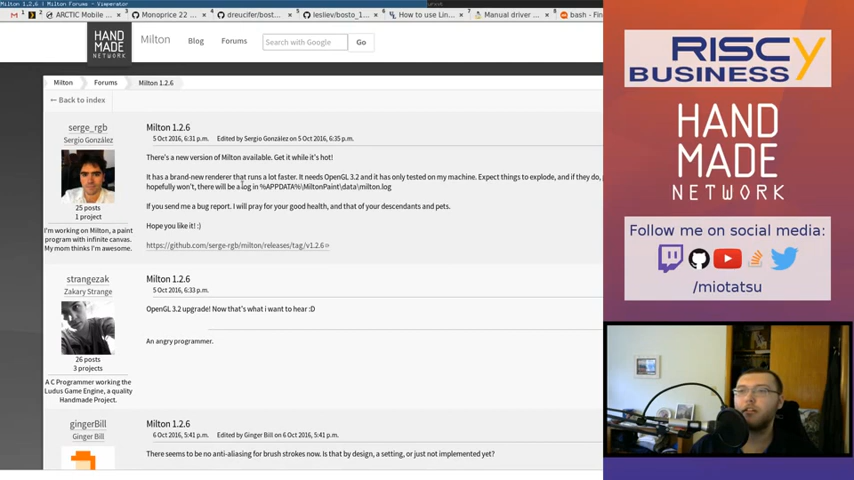 Milton 1.2.6 | Milton Forums - Vimperator
1 2 ARCTIC Mobile ... Monoprice 22 ... dreucifer/bost... lesliev/bosto_1... How to use Lin... Manual driver ... bash - Fin
HAND MADE NETWORK
Milton Blog Forums Search with Google Go
Milton Forums Milton 1.2.6
Back to index
serge_rgb
Sergio González
25 posts
1 project
I'm working on Milton, a paint
program with infinite canvas.
My mom thinks I'm awesome.
Milton 1.2.6
5 Oct 2016, 6:31 p.m. Edited by Sergio González on 5 Oct 2016, 6:35 p.m.
There's a new version of Milton available. Get it while it's hot!
It has a brand-new renderer that runs a lot faster. It needs OpenGL 3.2 and it has only tested on my machine. Expect things to explode, and if they do,
hopefully won't, there will be a log in %APPDATA%\MiltonPaint\data\milton.log
If you send me a bug report. I will pray for your good health, and that of your descendants and pets.
Hope you like it! :)
https://github.com/serge-rgb/milton/releases/tag/v1.2.6
strangezak
Zakary Strange
26 posts
3 projects
A C Programmer working the
Ludus Game Engine, a quality
Handmade Project.
Milton 1.2.6
5 Oct 2016, 6:33 p.m.
OpenGL 3.2 upgrade! Now that's what i want to hear :D
An angry programmer.
gingerBill
Ginger Bill
Milton 1.2.6
6 Oct 2016, 5:41 p.m. Edited by Ginger Bill on 6 Oct 2016, 5:41 p.m.
There seems to be no anti-aliasing for brush strokes now. Is that by design, a setting, or just not implemented yet?
RISCY
BUSINESS
HAND
MADE
NETWORK
Follow me on social media:
/miotatsu